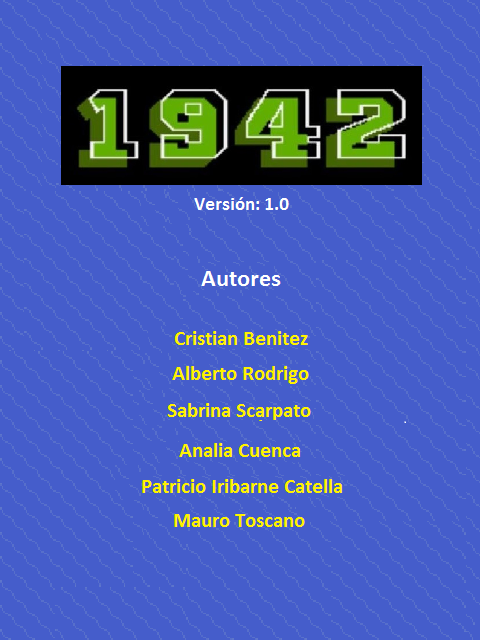 1942
Versión: 1.0
Autores
Cristian Benitez
Alberto Rodrigo
Sabrina Scarpato
Analia Cuenca
Patricio Iribarne Catella
Mauro Toscano